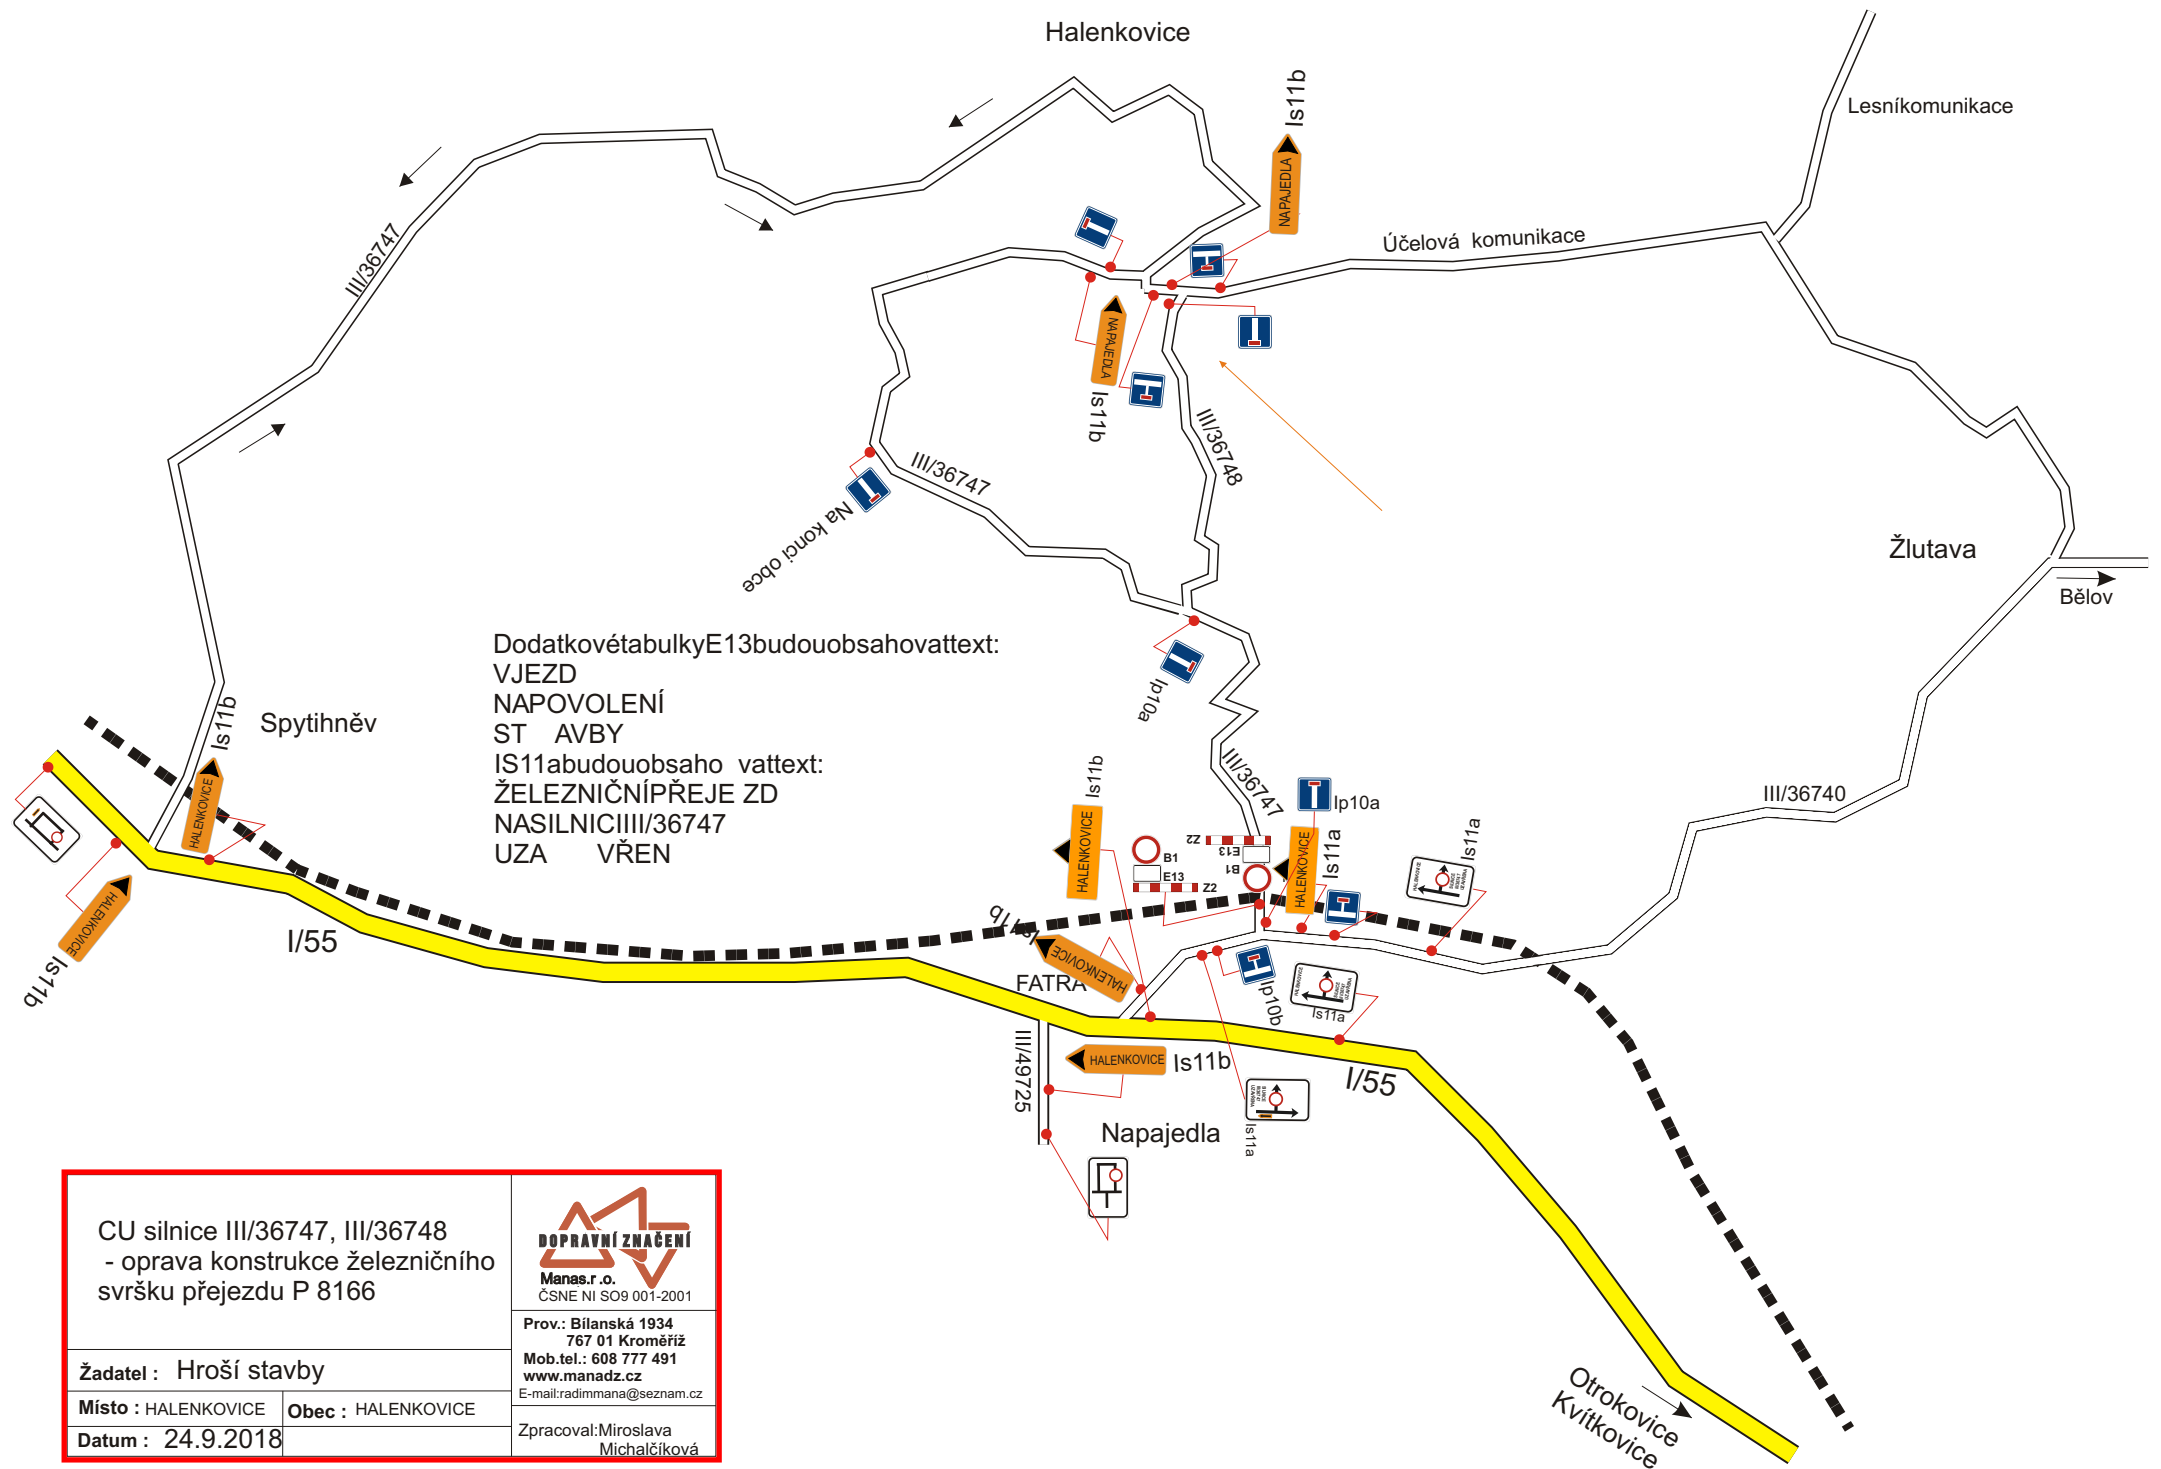 Halenkovice
Lesníkomunikace
Is11b
NAPAJEDLA
Účelová  komunikace
III/36747
NAPAJEDLA
Is11b
III/36748
III/36747
Na konci obce
Žlutava
Bělov
DodatkovétabulkyE13budouobsahovattext:
VJEZD
NAPOVOLENÍ
ST    AVBY
IS11abudouobsaho  vattext:
ŽELEZNIČNÍPŘEJE ZD
NASILNICIIII/36747
UZA      VŘEN
Ip10a
Spytihněv
Is11b
HALENKOVICE
HALENKOVICE
Is11b
I/55
III/36747
Is11b
HALENKOVICE
Ip10a
Z2
E13
B1
B1
E13
Z2
HALENKOVICE
Is11a
Is11a
III/36740
HALENKOVICE
Is11b
HALENKOVICE
FATRA
Ip10b
HALENKOVICE
Is11a
III/49725
HALENKOVICE
Is11b
I/55
Is11a
Napajedla
Otrokovice
Kvítkovice
CU silnice III/36747, III/36748
- oprava konstrukce železničního
svršku přejezdu P 8166
DOPRAVNÍ ZNAČENÍ
Manas.r .o.
ČSNE NI SO9 001-2001
Prov.: Bílanská 1934
767 01 Kroměříž
Mob.tel.: 608 777 491
www.manadz.cz
E-mail:radimmana@seznam.cz
Žadatel : Hroší stavby
Místo : HALENKOVICE
Obec : HALENKOVICE
Datum : 24.9.2018
Zpracoval:Miroslava
Michalčíková